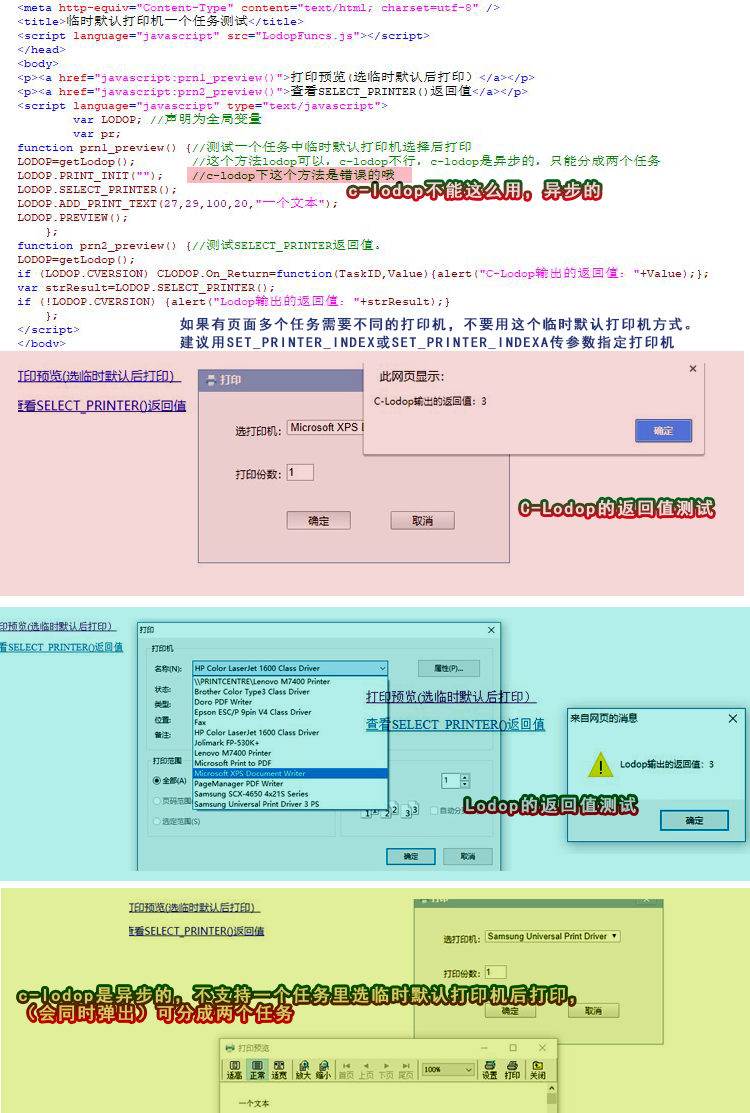 <meta http-equiv="Content-Type" content="text/html; charset=utf-8" />
<title>临时默认打印机一个任务测试</title>
<script language="javascript" src="LodopFuncs.js"></script>
</head>
<body>
<p><a href="javascript:prn1_preview()">打印预览(选临时默认后打印) </a></p>
<p><a href="javascript:prn2_preview()">查看SELECT_PRINTER()返回值</a></p>
<script language="javascript" type="text/javascript">
var LODOP; //声明为全局变量
var pr;
function prn1_preview() {//测试一个任务中临时默认打印机选择后打印
LODOP=getLodop(); //这个方法lodop可以，c-lodop不行，c-lodop是异步的，只能分成两个任务
LODOP.PRINT_INIT(""); //c-lodop下这个方法是错误的哦
LODOP.SELECT_PRINTER();
c-lodop不能这么用，异步的
LODOP.ADD_PRINT_TEXT(27,29,100,20,"一个文本");
LODOP.PREVIEW();
};
function prn2_preview() {//测试SELECT_PRINTER返回值。
LODOP=getLodop();
if (LODOP.CVERSION) CLODOP.On_Return=function(TaskID,Value){alert("C-Lodop输出的返回值："+Value);};
var strResult=LODOP.SELECT_PRINTER();
if (!LODOP.CVERSION) {alert("Lodop输出的返回值："+strResult);}
};
</script>
</body>
如果有页面多个任务需要不同的打印机，不要用这个临时默认打印机方式。
建议用SET_PRINTER_INDEX或SET_PRINTER_INDEXA传参数指定打印机
打印预览(选临时默认后打印)
查看SELECT_PRINTER()返回值
打印
选打印机： Microsoft XPS
打印份数： 1
确定 取消
此网页显示：
C-Lodop输出的返回值：3
确定
C-Lodop的返回值测试
印预览(选临时默认后打印)
看SELECT_PRINTER()返回值
打印
打印机
名称(N)： HP Color LaserJet 1600 Class Driver 属性(P)...
状态:
类型:
位置:
备注:
\\PRINTCENTRE\Lenovo M7400 Printer
Brother Color Type3 Class Driver
Doro PDF Writer
Epson ESC/P 9pin V4 Class Driver
Fax
HP Color LaserJet 1600 Class Driver
Jolimark FP-530K+
Lenovo M7400 Printer
Microsoft Print to PDF
Microsoft XPS Document Writer
PageManager PDF Writer
Samsung SCX-4650 4x21S Series
Samsung Universal Print Driver 3 PS
打印范围
全部(A)
页码范围
选定范围(S)
1
1 1 2 2 3 3
自动分
确定 取消
打印预览(选临时默认后打印)
查看SELECT_PRINTER()返回值
来自网页的消息
Lodop输出的返回值：3
确定
Lodop的返回值测试
打印预览(选临时默认后打印)
查看SELECT_PRINTER()返回值
打印
选打印机： Samsung Universal Print Driver
打印份数： 1
确定 取消
c-lodop是异步的，不支持一个任务里选临时默认打印机后打印，
（会同时弹出）可分成两个任务
打印预览
适高 正常 适宽 放大 缩小 首页 上页 下页 尾页 100% 设置 打印 关闭
一个文本